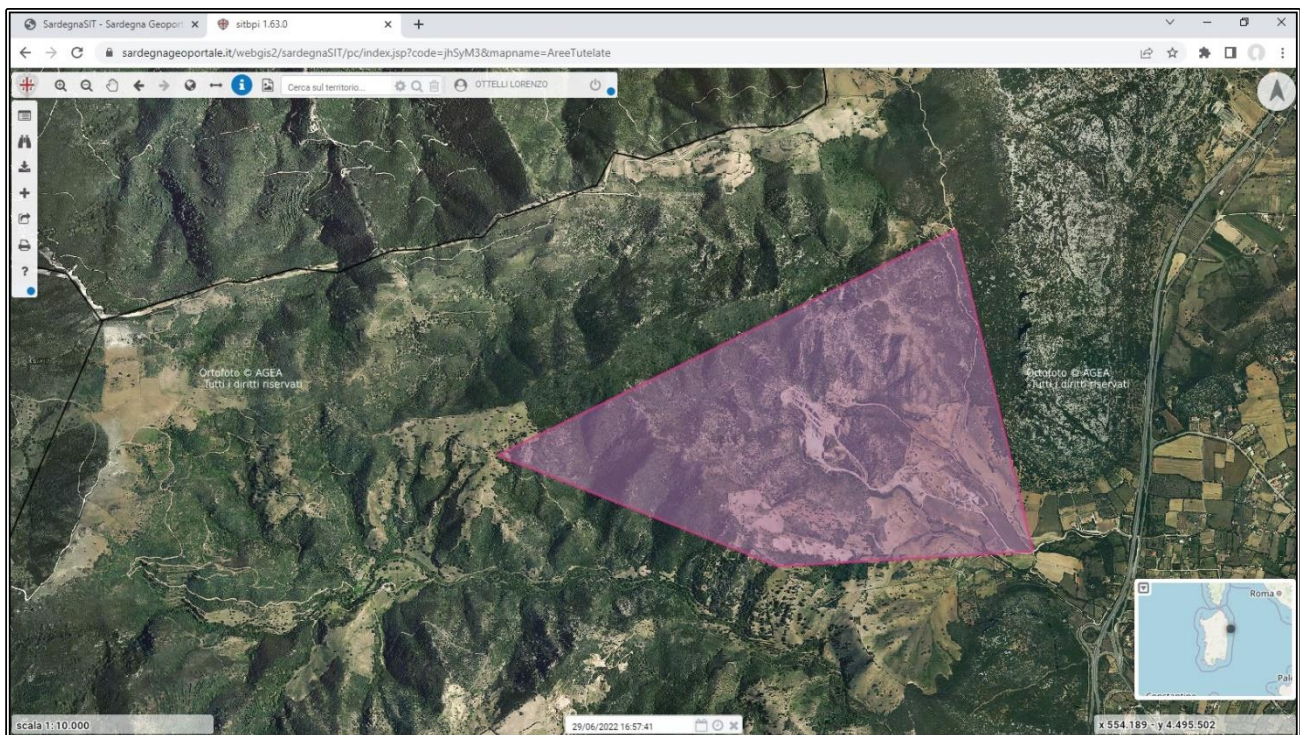 SardegnaSIT - Sardegna Geoport
sitbpi 1.63.0
sardegnageoportale.it/webgis2/sardegnaSIT/pc/index.jsp?code=jhSyM3&mapname=AreeTutelate
Cerca sul territorio...
OTTELLI LORENZO
Ortofoto © AGEA
Tutti i diritti riservati
Ortofoto © AGEA
Tutti i diritti riservati
Roma
Pale
Constantine
scala 1: 10.000
29/06/2022 16:57:41
x 554.189 - y 4.495.502